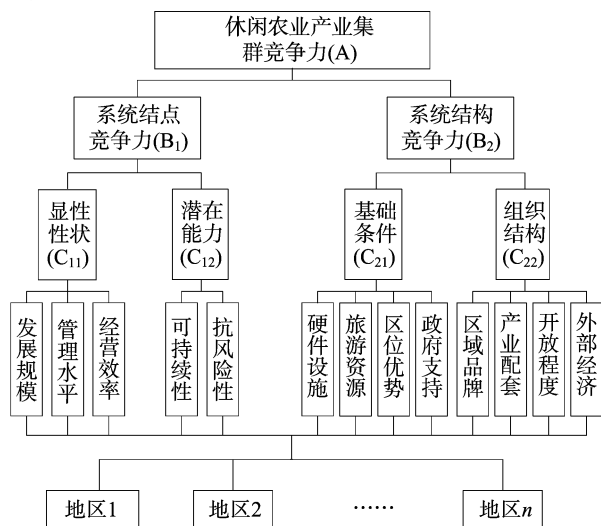 休闲农业产业集
群竞争力(A)
系统结点
竞争力(B₁)
系统结构
竞争力(B₂)
显性
性状
(C₁₁)
潜在
能力
(C₁₂)
基础
条件
(C₂₁)
组织
结构
(C₂₂)
发展规模
管理水平
经营效率
可持续性
抗风险性
硬件设施
旅游资源
区位优势
政府支持
区域品牌
产业配套
开放程度
外部经济
地区1
地区2
……
地区n